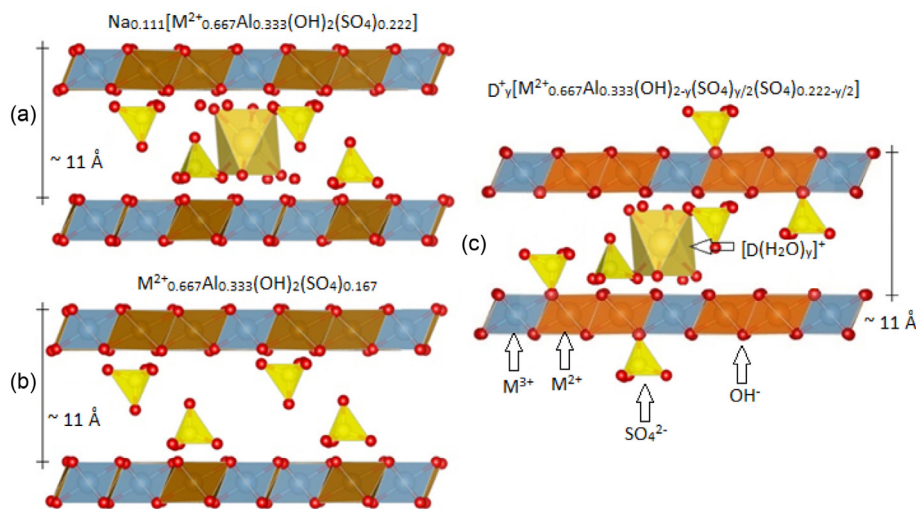 Na0.111[M2+0.667Al0.333(OH)2(SO4)0.222]
(a)
~ 11 Å
M2+0.667Al0.333(OH)2(SO4)0.167
(b)
~ 11 Å
D+y[M2+0.667Al0.333(OH)2-y(SO4)y/2(SO4)0.222-y/2]
(c)
[D(H2O)y]+
~ 11 Å
M3+
M2+
OH-
SO42-